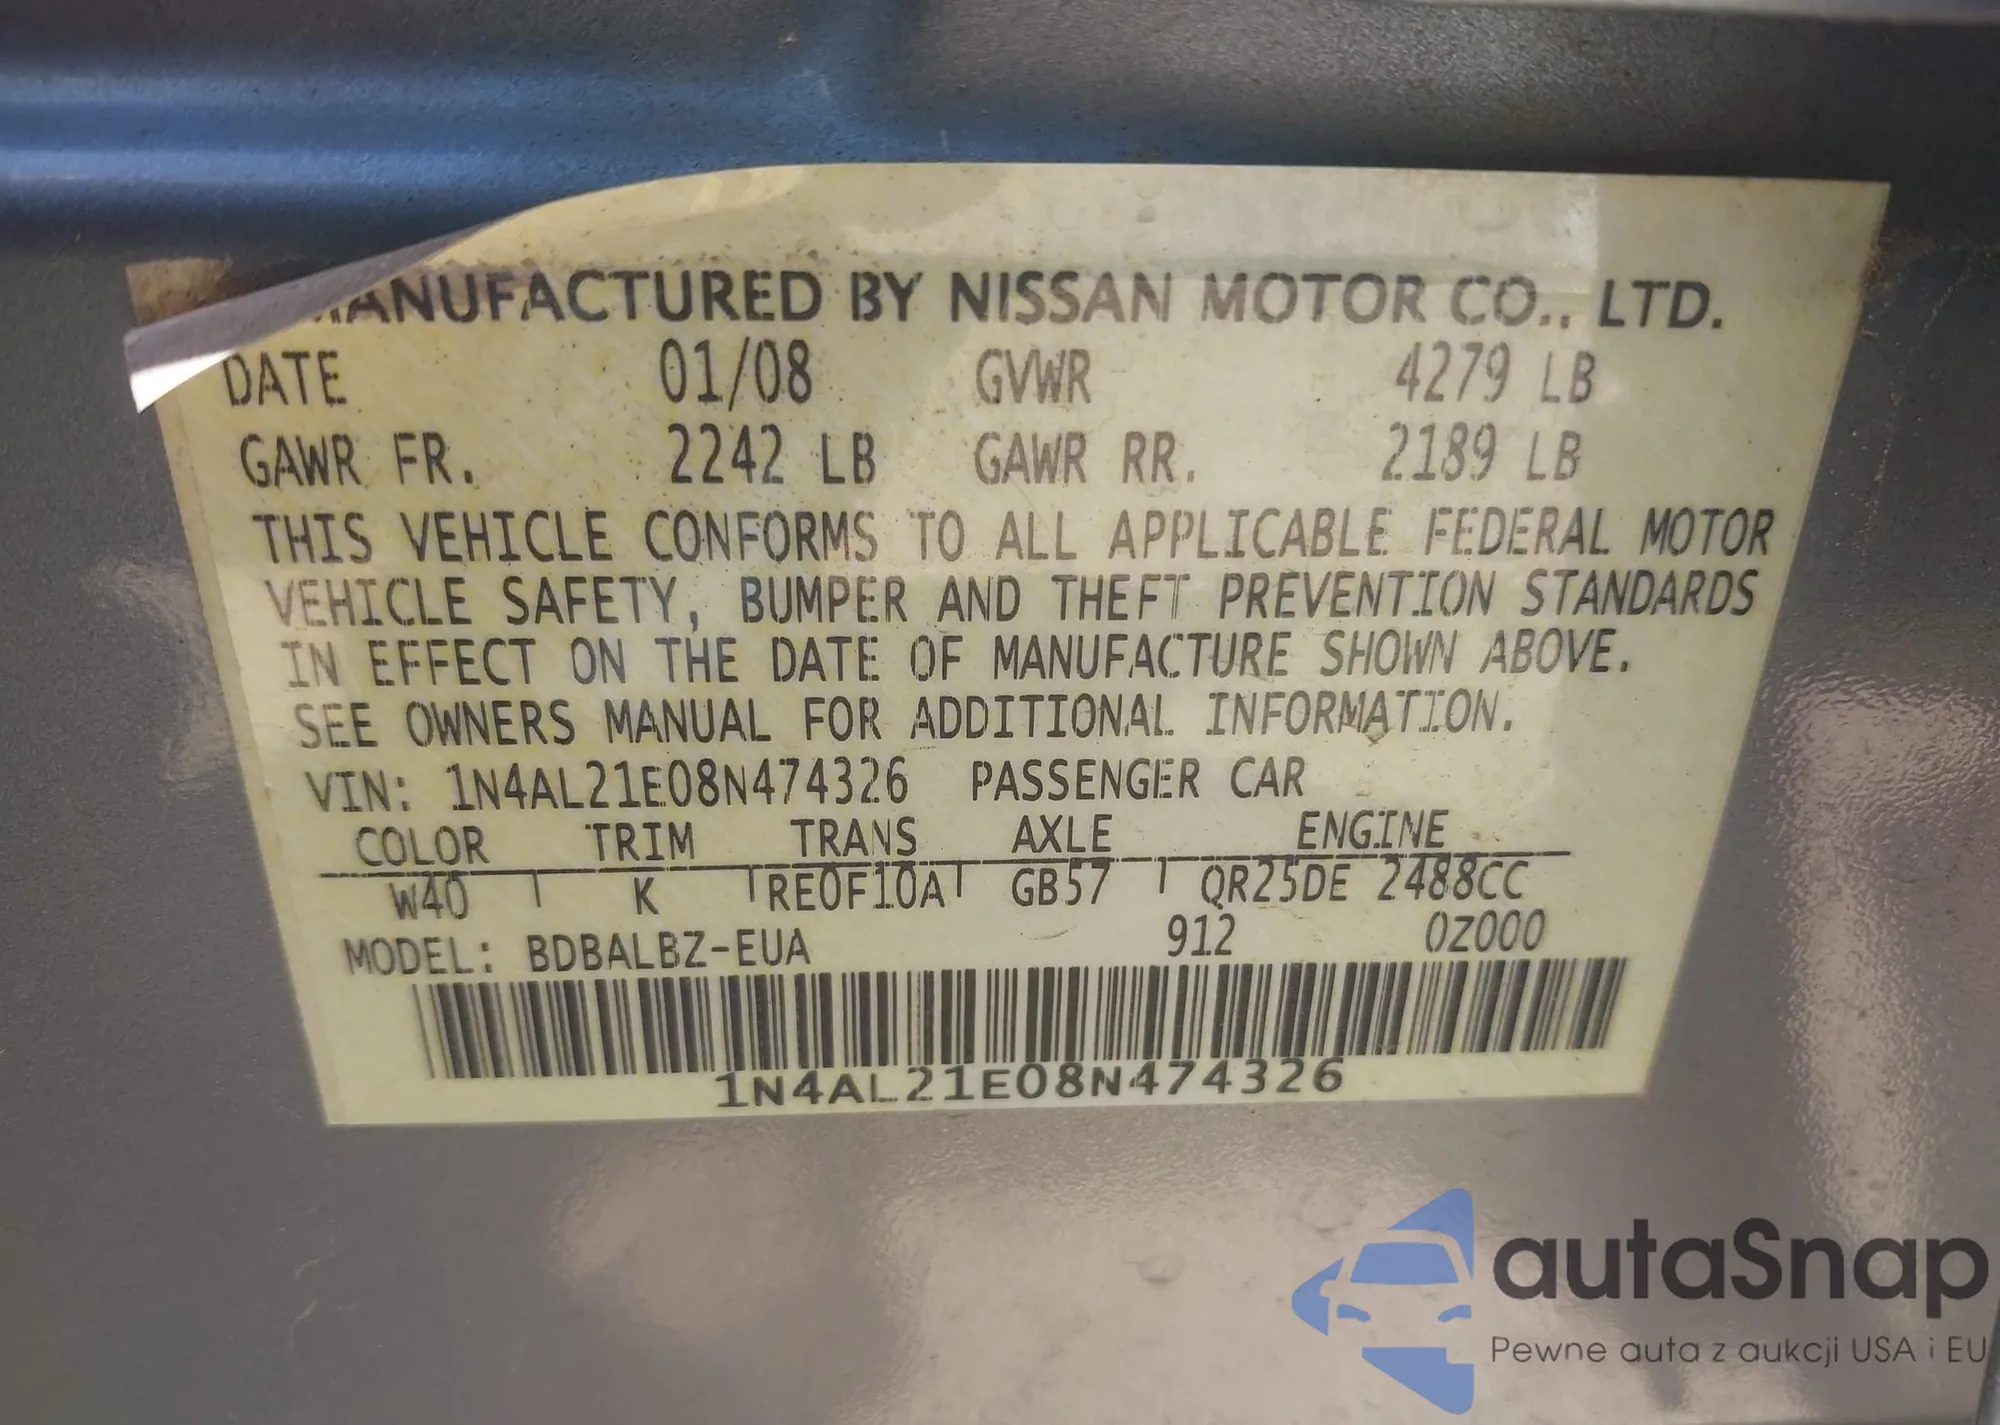 MANUFACTURED BY NISSAN MOTOR CO., LTD.
DATE 01/08 GVWR 4279 LB
GAWR FR. 2242 LB GAWR RR. 2189 LB
THIS VEHICLE CONFORMS TO ALL APPLICABLE FEDERAL MOTOR
VEHICLE SAFETY, BUMPER AND THEFT PREVENTION STANDARDS
IN EFFECT ON THE DATE OF MANUFACTURE SHOWN ABOVE.
SEE OWNERS MANUAL FOR ADDITIONAL INFORMATION.
VIN: 1N4AL21E08N474326 PASSENGER CAR
COLOR TRIM TRANS AXLE ENGINE
W40 K RE0F10A GB57 QR25DE 2488CC
MODEL: BDBALBZ-EUA 912 0Z000
1N4AL21E08N474326
autaSnap
Pewne auta z aukcji USA i EU